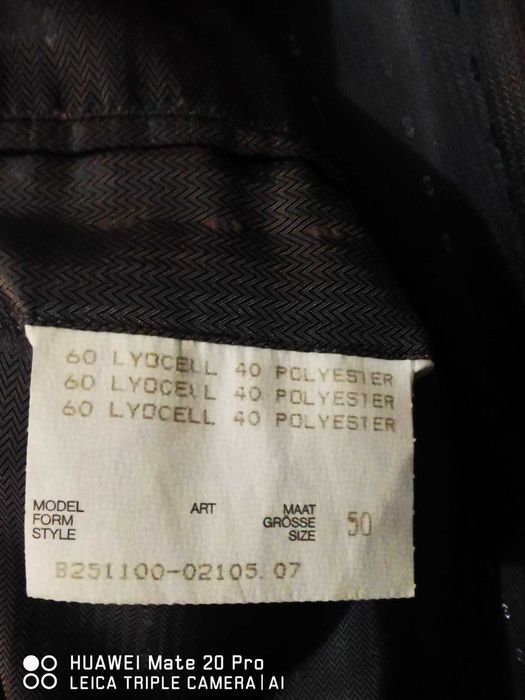 60 LYOCELL 40 POLYESTER
60 LYOCELL 40 POLYESTER
60 LYOCELL 40 POLYESTER
MODEL ART MAAT
FORM GRÖSSE 50
STYLE SIZE
B251100-02105.07
HUAWEI Mate 20 Pro
LEICA TRIPLE CAMERA|AI